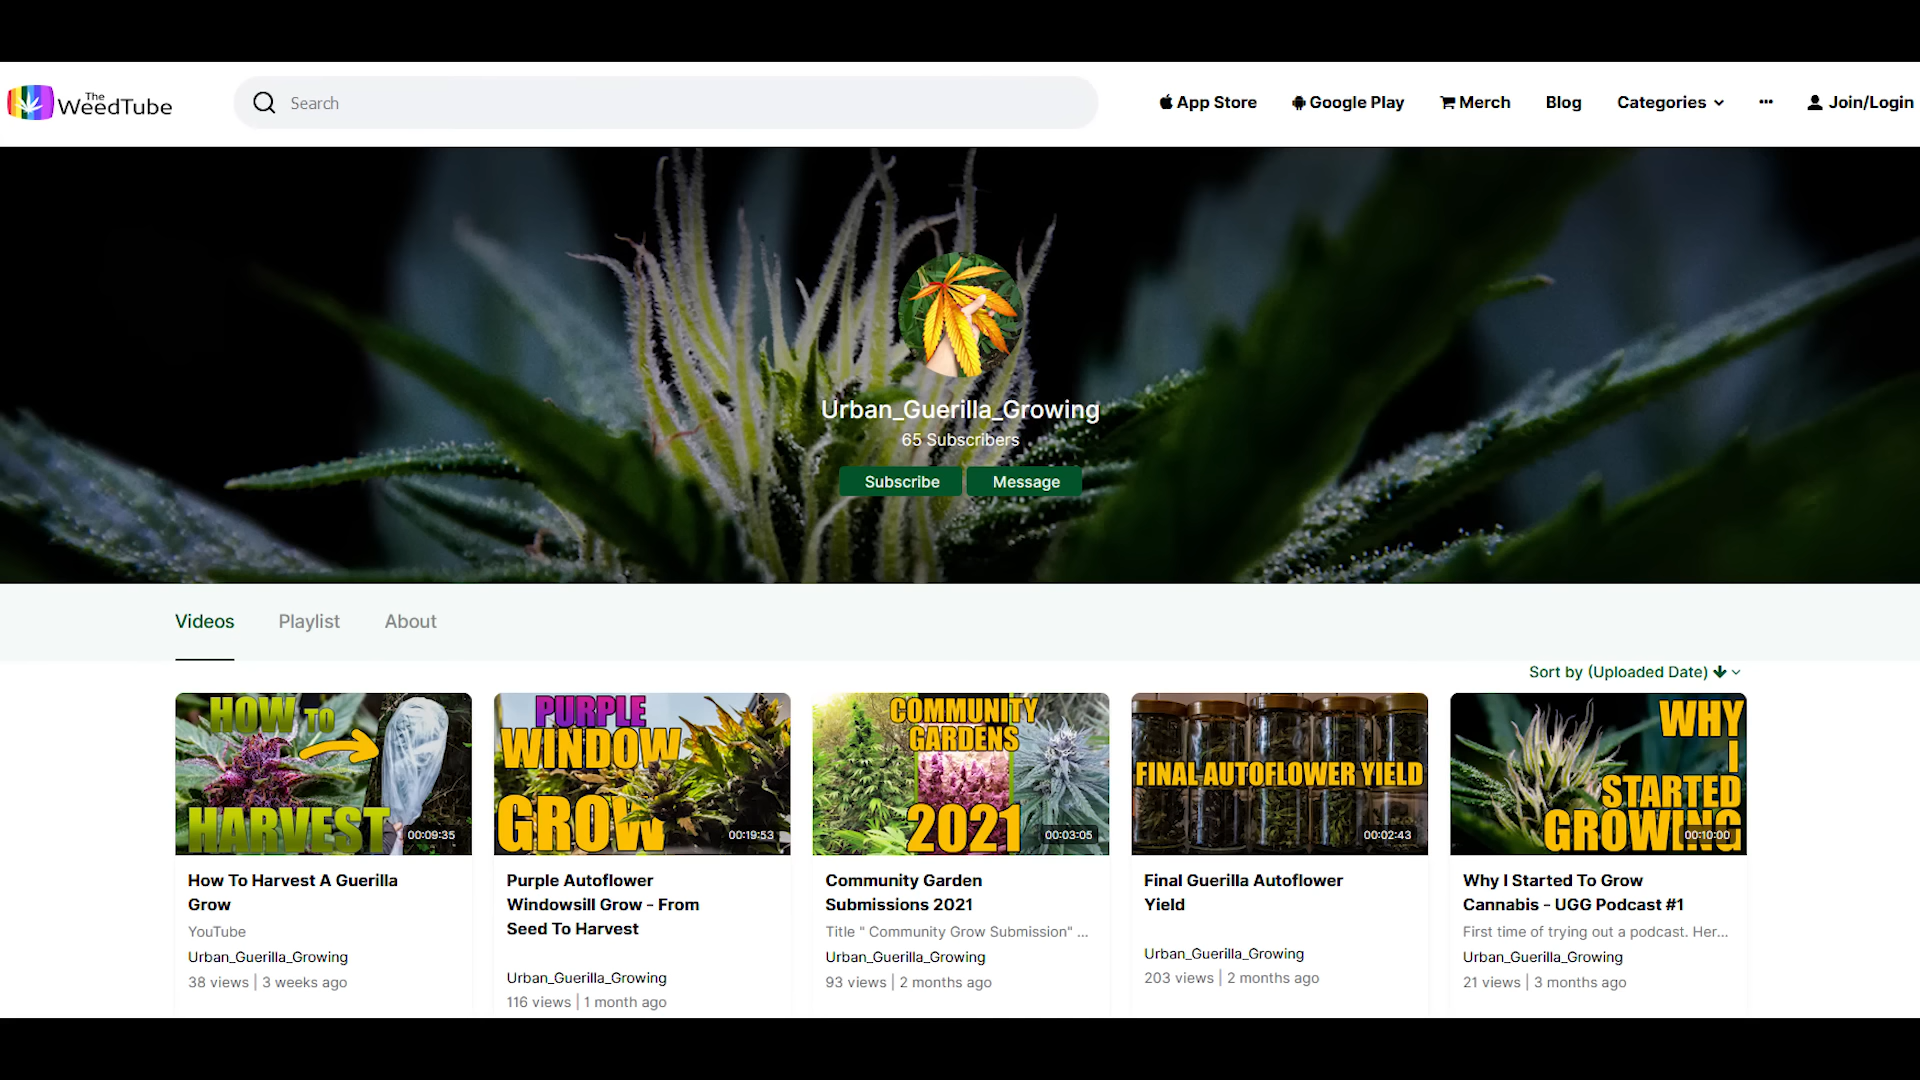 The
WeedTube
Search
App Store
Google Play
Merch
Blog
Categories
Join/Login
Urban_Guerilla_Growing
65 Subscribers
Subscribe
Message
Videos
Playlist
About
Sort by (Uploaded Date)
HOW TO
HARVEST
00:09:35
How To Harvest A Guerilla
Grow
YouTube
Urban_Guerilla_Growing
38 views | 3 weeks ago
PURPLE
WINDOW
GROW
00:19:53
Purple Autoflower
Windowsill Grow - From
Seed To Harvest
Urban_Guerilla_Growing
116 views | 1 month ago
COMMUNITY
GARDENS
2021
00:03:05
Community Garden
Submissions 2021
Title " Community Grow Submission" ...
Urban_Guerilla_Growing
93 views | 2 months ago
FINAL AUTOFLOWER YIELD
00:02:43
Final Guerilla Autoflower
Yield
Urban_Guerilla_Growing
203 views | 2 months ago
WHY
I
STARTED
GROWING
00:10:00
Why I Started To Grow
Cannabis - UGG Podcast #1
First time of trying out a podcast. Her...
Urban_Guerilla_Growing
21 views | 3 months ago